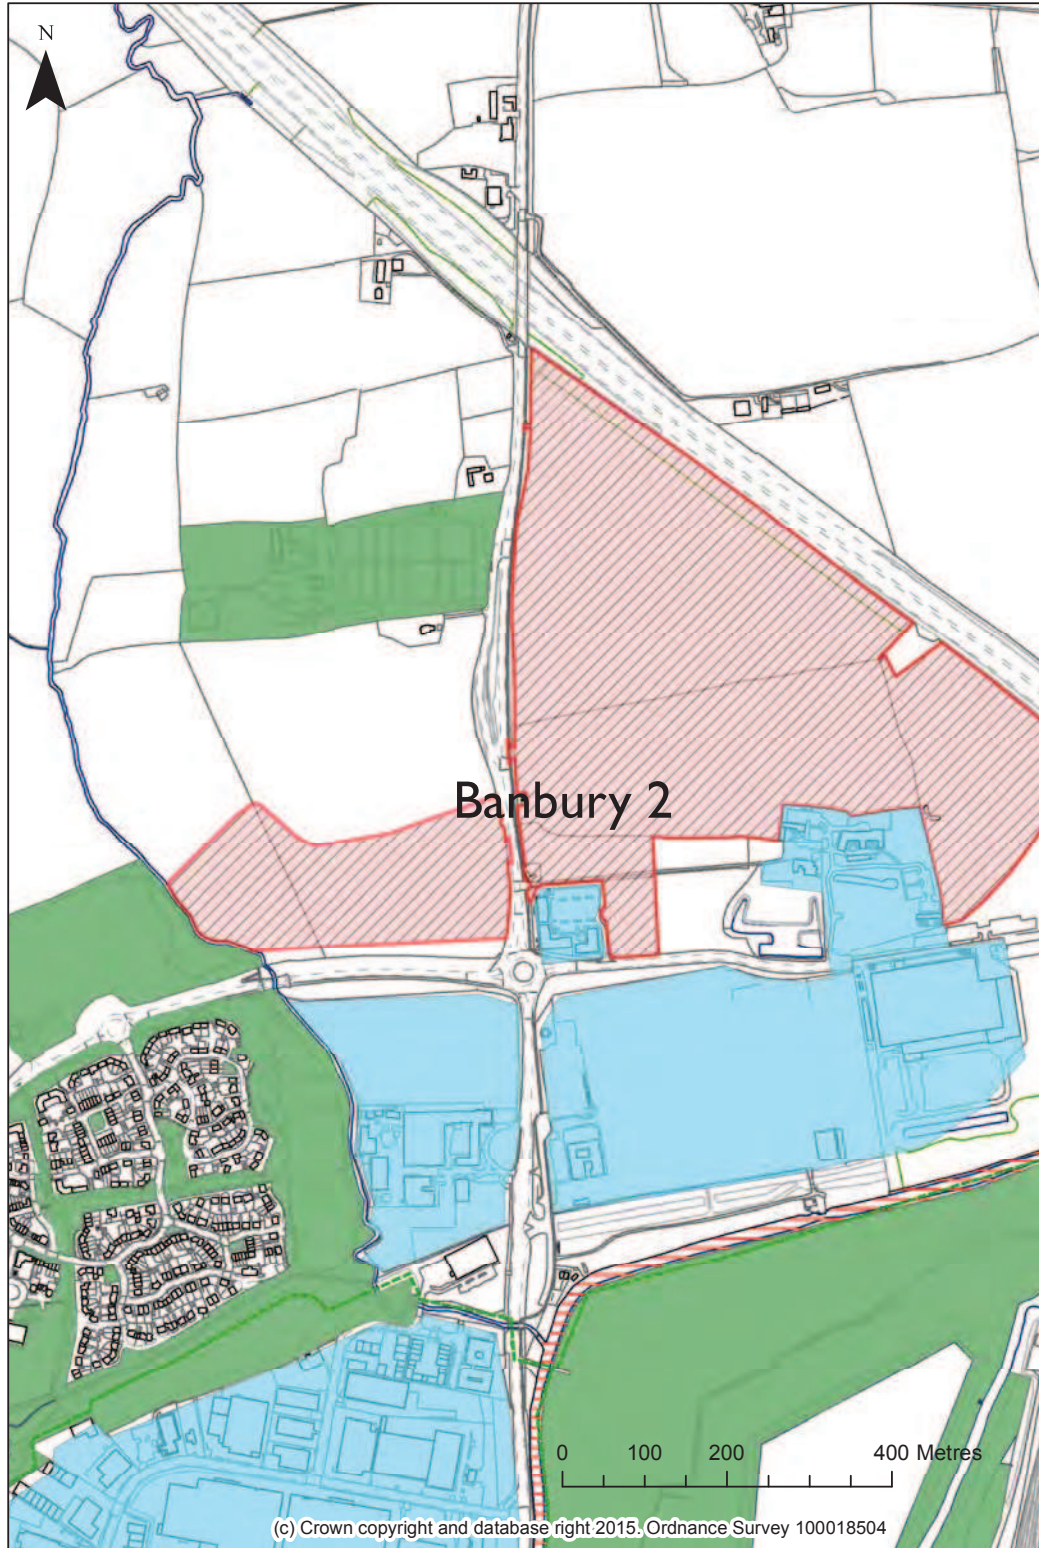 N
Banbury 2
0 100 200 400 Metres
(c) Crown copyright and database right 2015. Ordnance Survey 100018504